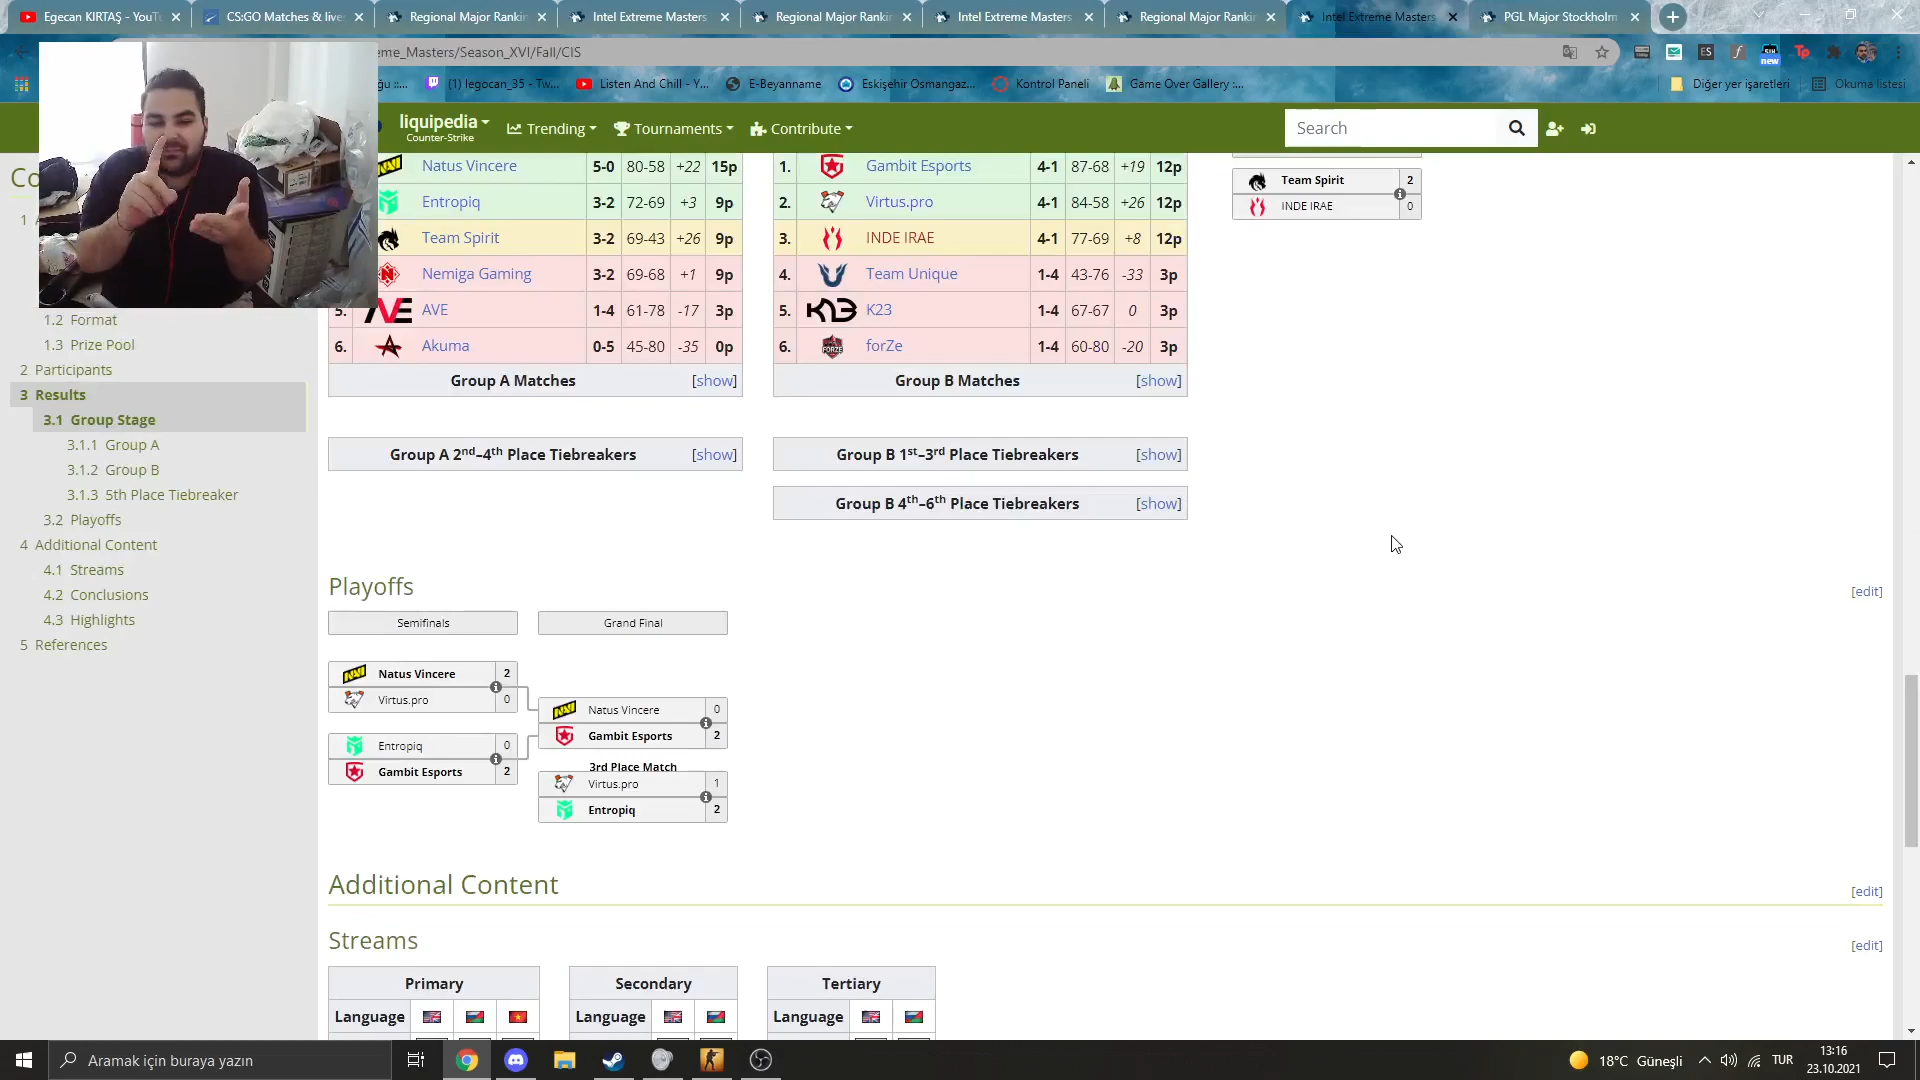 Egecan KIRTAŞ - YouTu
CS:GO Matches & live
Regional Major Rankin
Intel Extreme Masters
Regional Major Rankin
Intel Extreme Masters
Regional Major Rankin
Intel Extreme Masters
PGL Major Stockholm
eme_Masters/Season_XVI/Fall/CIS
ğu ::...
(1) legocan_35 - Tw...
Listen And Chill - Y...
E-Beyanname
Eskişehir Osmangaz...
Kontrol Paneli
Game Over Gallery :...
Diğer yer işaretleri
Okuma listesi
liquipedia
Counter-Strike
Trending
Tournaments
Contribute
Search
Co
1
1.2 Format
1.3 Prize Pool
2 Participants
3 Results
3.1 Group Stage
3.1.1 Group A
3.1.2 Group B
3.1.3 5th Place Tiebreaker
3.2 Playoffs
4 Additional Content
4.1 Streams
4.2 Conclusions
4.3 Highlights
5 References
Natus Vincere 5-0 80-58 +22 15p
Entropiq 3-2 72-69 +3 9p
Team Spirit 3-2 69-43 +26 9p
Nemiga Gaming 3-2 69-68 +1 9p
5. AVE 1-4 61-78 -17 3p
6. Akuma 0-5 45-80 -35 0p
Group A Matches [show]
1. Gambit Esports 4-1 87-68 +19 12p
2. Virtus.pro 4-1 84-58 +26 12p
3. INDE IRAE 4-1 77-69 +8 12p
4. Team Unique 1-4 43-76 -33 3p
5. K23 1-4 67-67 0 3p
6. forZe 1-4 60-80 -20 3p
Group B Matches [show]
Team Spirit 2
INDE IRAE 0
Group A 2nd–4th Place Tiebreakers [show]
Group B 1st–3rd Place Tiebreakers [show]
Group B 4th–6th Place Tiebreakers [show]
Playoffs
[edit]
Semifinals
Grand Final
Natus Vincere 2
Virtus.pro 0
Entropiq 0
Gambit Esports 2
Natus Vincere 0
Gambit Esports 2
3rd Place Match
Virtus.pro 1
Entropiq 2
Additional Content
[edit]
Streams
[edit]
Primary
Language
Secondary
Language
Tertiary
Language
Aramak için buraya yazın
18°C Güneşli
TUR
13:16
23.10.2021